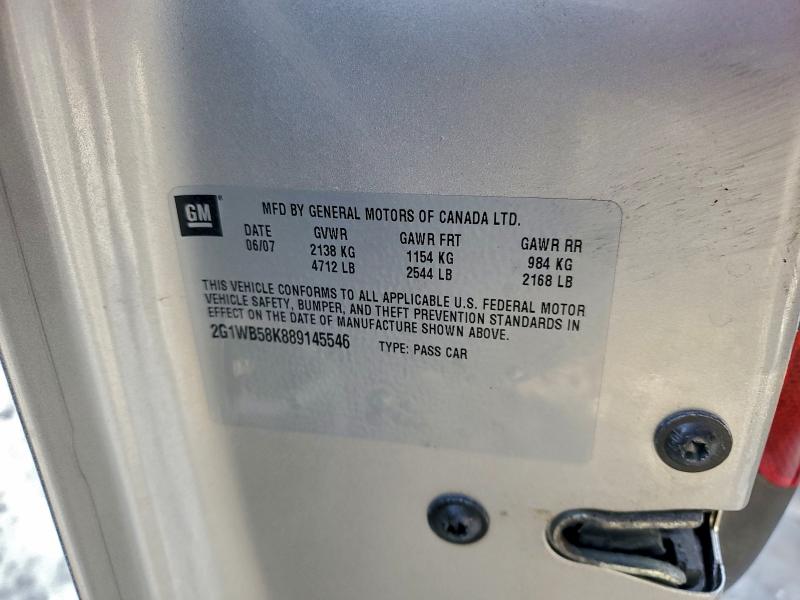 GM
MFD BY GENERAL MOTORS OF CANADA LTD.
DATE GVWR GAWR FRT GAWR RR
06/07 2138 KG 1154 KG 984 KG
4712 LB 2544 LB 2168 LB
THIS VEHICLE CONFORMS TO ALL APPLICABLE U.S. FEDERAL MOTOR
VEHICLE SAFETY, BUMPER, AND THEFT PREVENTION STANDARDS IN
EFFECT ON THE DATE OF MANUFACTURE SHOWN ABOVE.
2G1WB58K889145546 TYPE: PASS CAR